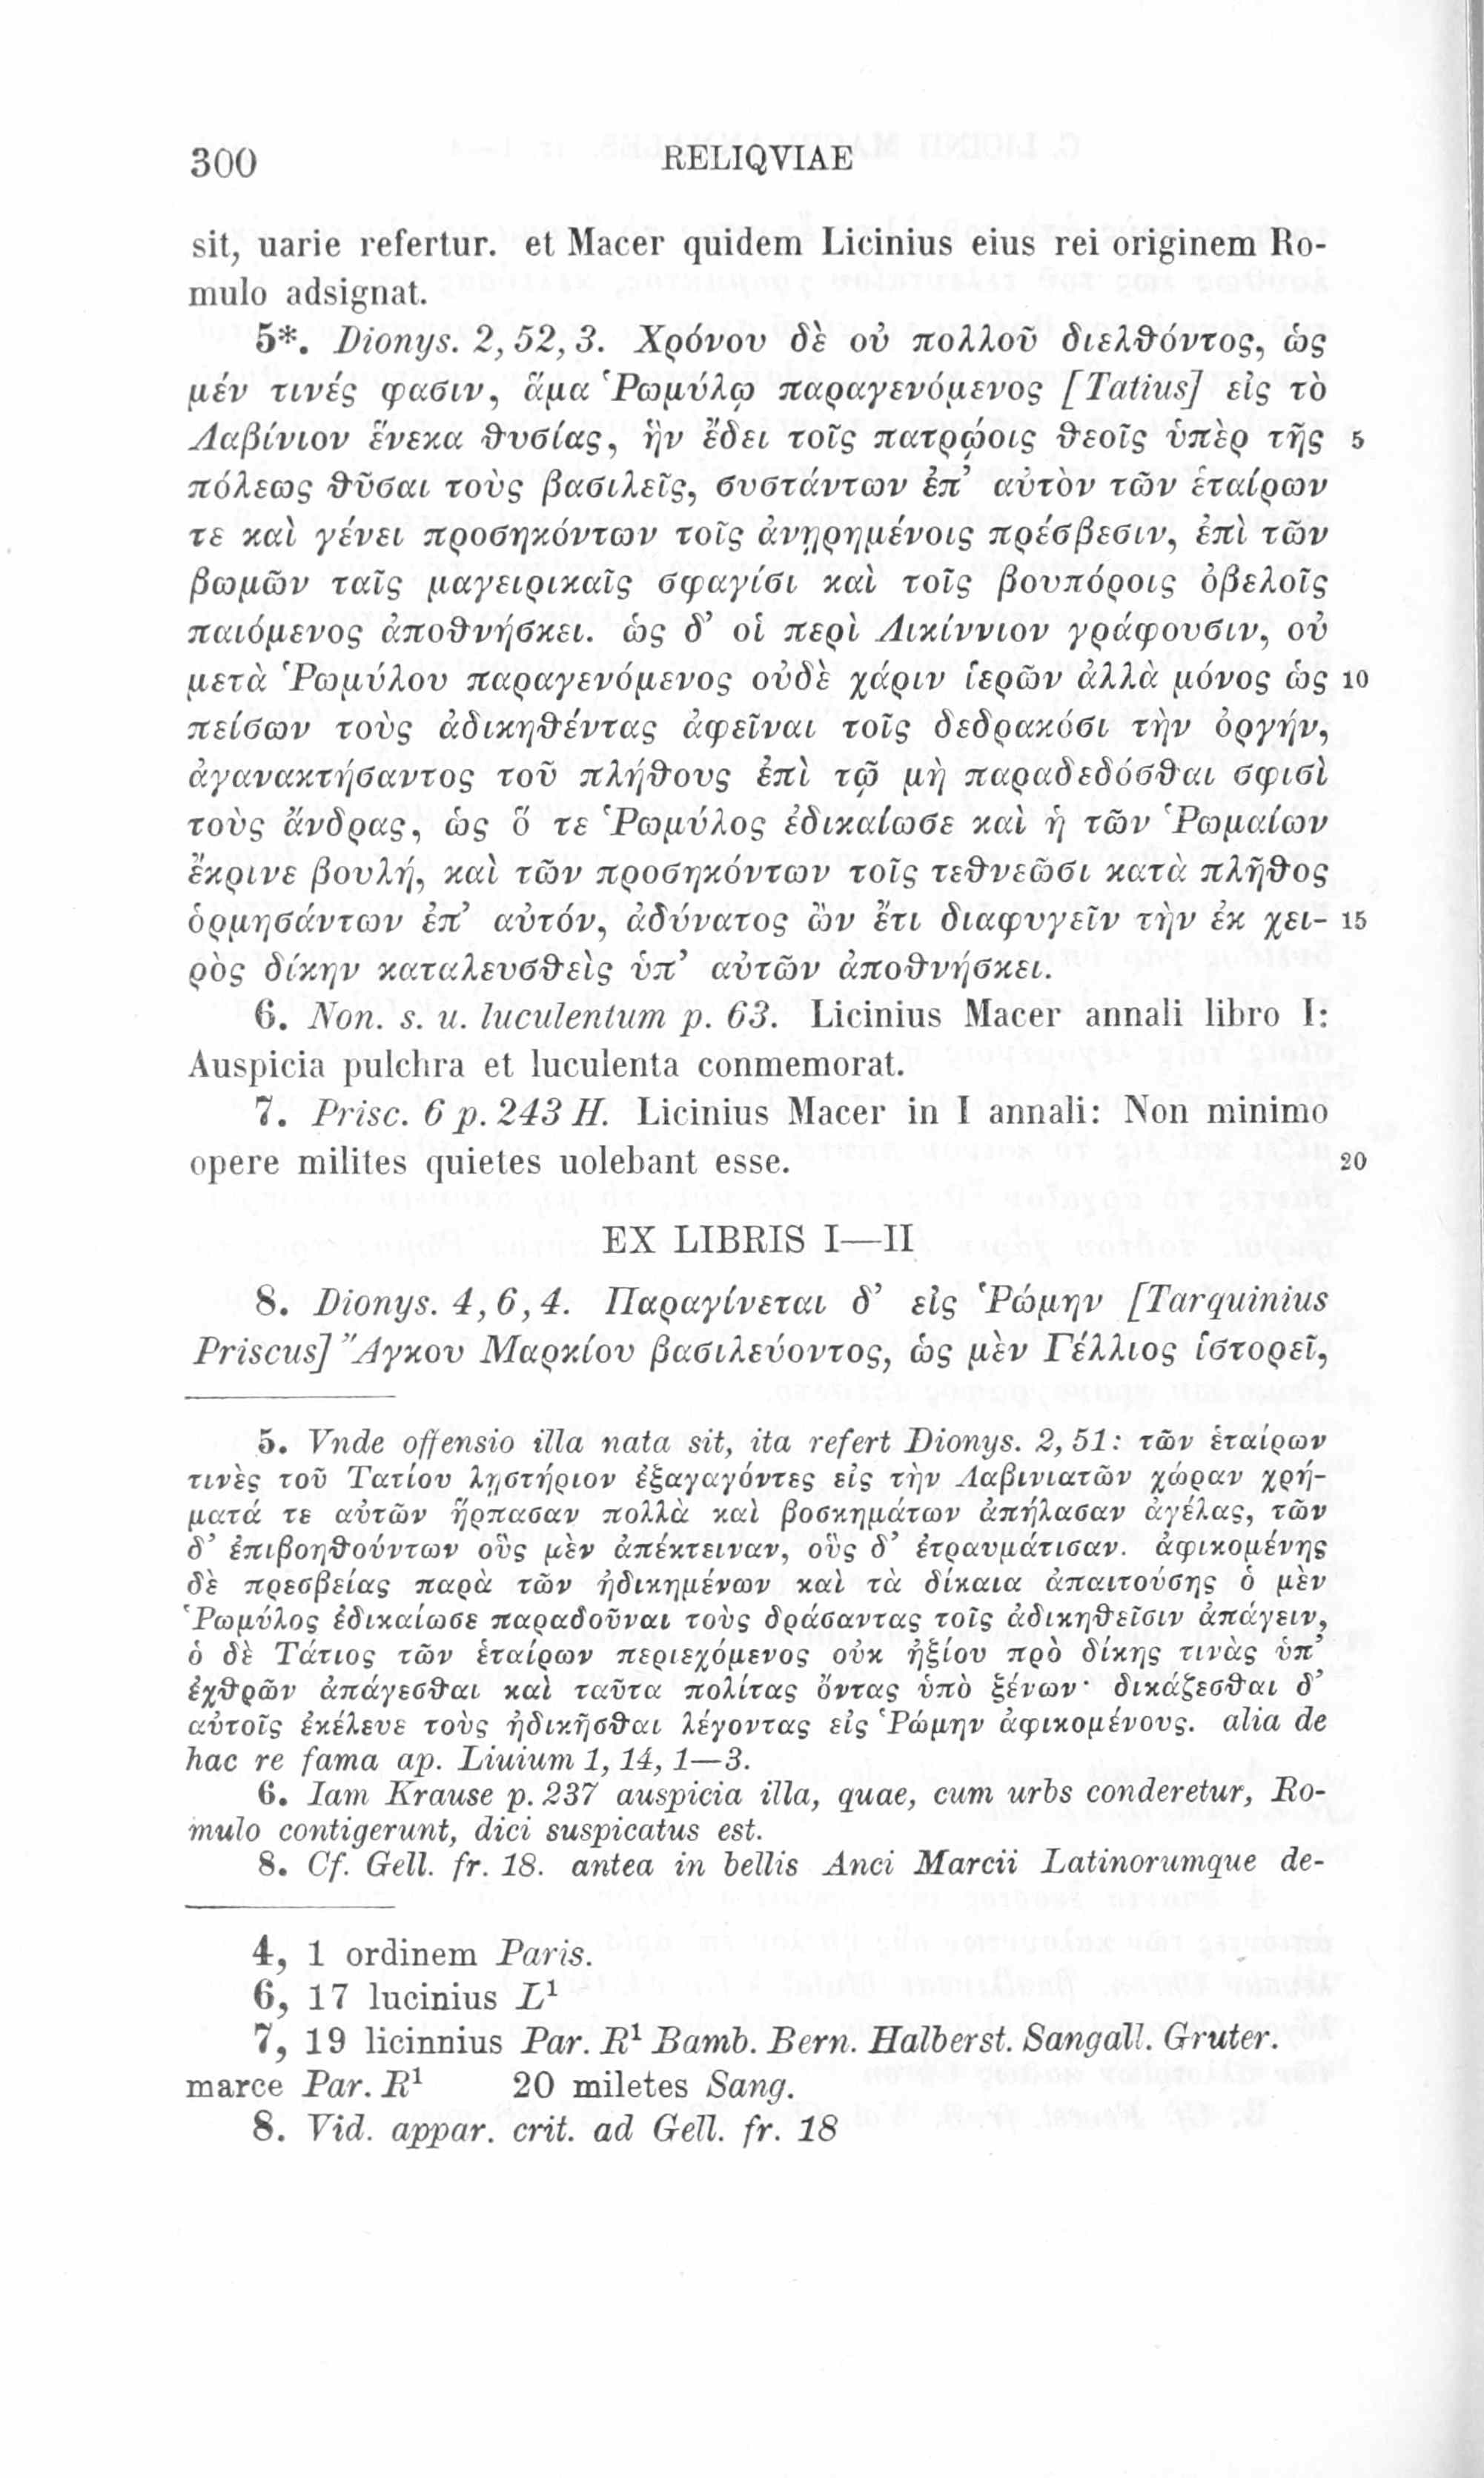 300 RELIQVIAE
sit, uarie refertur. et Macer quidem Licinius eius rei originem Ro-
mulo adsignat.
5*. Dionys. 2, 52, 3. Χρόνου δὲ οὐ πολλοῦ διελθόντος, ὡς
μέν τινές φασιν, ἅμα Ῥωμύλῳ παραγενόμενος [Tatius] εἰς τὸ
Λαβίνιον ἕνεκα θυσίας, ἣν ἔδει τοῖς πατρῴοις θεοῖς ὑπὲρ τῆς 5
πόλεως θῦσαι τοὺς βασιλεῖς, συστάντων ἐπ’ αὐτὸν τῶν ἑταίρων
τε καὶ γένει προσηκόντων τοῖς ἀνῃρημένοις πρέσβεσιν, ἐπὶ τῶν
βωμῶν ταῖς μαγειρικαῖς σφαγίσι καὶ τοῖς βουπόροις ὀβελοῖς
παιόμενος ἀποθνήσκει. ὡς δ’ οἱ περὶ Λικίννιον γράφουσιν, οὐ
μετὰ Ῥωμύλου παραγενόμενος οὐδὲ χάριν ἱερῶν ἀλλὰ μόνος ὡς 10
πείσων τοὺς ἀδικηθέντας ἀφεῖναι τοῖς δεδρακόσι τὴν ὀργήν,
ἀγανακτήσαντος τοῦ πλήθους ἐπὶ τῷ μὴ παραδεδόσθαι σφισὶ
τοὺς ἄνδρας, ὡς ὅ τε Ῥωμύλος ἐδικαίωσε καὶ ἡ τῶν Ῥωμαίων
ἔκρινε βουλή, καὶ τῶν προσηκόντων τοῖς τεθνεῶσι κατὰ πλῆθος
ὁρμησάντων ἐπ’ αὐτόν, ἀδύνατος ὢν ἔτι διαφυγεῖν τὴν ἐκ χει- 15
ρὸς δίκην καταλευσθεὶς ὑπ’ αὐτῶν ἀποθνήσκει.
6. Non. s. u. luculentum p. 63. Licinius Macer annali libro I:
Auspicia pulchra et luculenta conmemorat.
7. Prisc. 6 p. 243 H. Licinius Macer in I annali: Non minimo
opere milites quietes uolebant esse. 20
EX LIBRIS I—II
8. Dionys. 4, 6, 4. Παραγίνεται δ’ εἰς Ῥώμην [Tarquinius
Priscus] Ἄγκου Μαρκίου βασιλεύοντος, ὡς μὲν Γέλλιος ἱστορεῖ,
5. Vnde offensio illa nata sit, ita refert Dionys. 2, 51: τῶν ἑταίρων
τινὲς τοῦ Τατίου λῃστήριον ἐξαγαγόντες εἰς τὴν Λαβινιατῶν χώραν χρή-
ματά τε αὐτῶν ἥρπασαν πολλὰ καὶ βοσκημάτων ἀπήλασαν ἀγέλας, τῶν
δ’ ἐπιβοηθούντων οὓς μὲν ἀπέκτειναν, οὓς δ’ ἐτραυμάτισαν. ἀφικομένης
δὲ πρεσβείας παρὰ τῶν ἠδικημένων καὶ τὰ δίκαια ἀπαιτούσης ὁ μὲν
Ῥωμύλος ἐδικαίωσε παραδοῦναι τοὺς δράσαντας τοῖς ἀδικηθεῖσιν ἀπάγειν,
ὁ δὲ Τάτιος τῶν ἑταίρων περιεχόμενος οὐκ ἠξίου πρὸ δίκης τινὰς ὑπ’
ἐχθρῶν ἀπάγεσθαι καὶ ταῦτα πολίτας ὄντας ὑπὸ ξένων· δικάζεσθαι δ’
αὐτοῖς ἐκέλευε τοὺς ἠδικῆσθαι λέγοντας εἰς Ῥώμην ἀφικομένους. alia de
hac re fama ap. Liuium 1, 14, 1—3.
6. Iam Krause p. 237 auspicia illa, quae, cum urbs conderetur, Ro-
mulo contigerunt, dici suspicatus est.
8. Cf. Gell. fr. 18. antea in bellis Anci Marcii Latinorumque de-
4, 1 ordinem Paris.
6, 17 lucinius L¹
7, 19 licinnius Par. R¹ Bamb. Bern. Halberst. Sangall. Gruter.
marce Par. R¹ 20 miletes Sang.
8. Vid. appar. crit. ad Gell. fr. 18